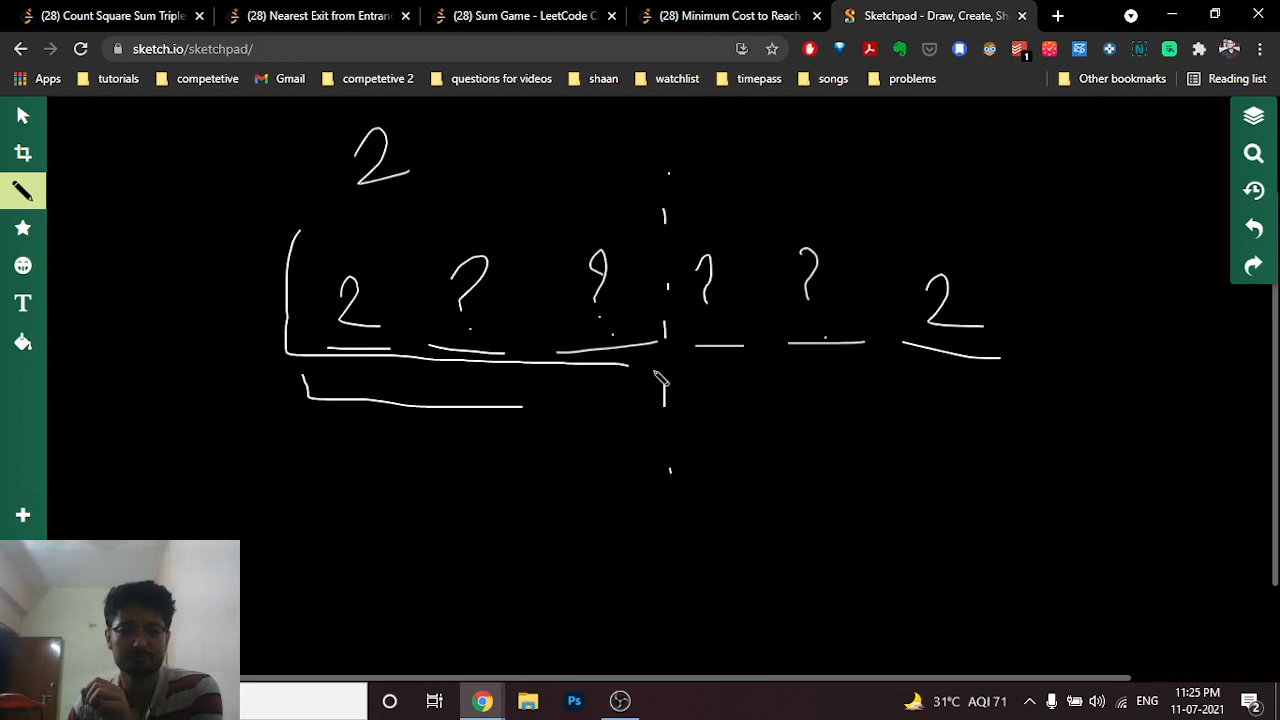 (28) Count Square Sum Triple
(28) Nearest Exit from Entran
(28) Sum Game - LeetCode C
(28) Minimum Cost to Reach
Sketchpad - Draw, Create, Sh
sketch.io/sketchpad/
1
Apps
tutorials
competetive
Gmail
competetive 2
questions for videos
shaan
watchlist
timepass
songs
problems
Other bookmarks
Reading list
2
2 ? ? ? ? 2
T
Ps
31°C AQI 71
ENG
11:25 PM
11-07-2021
2